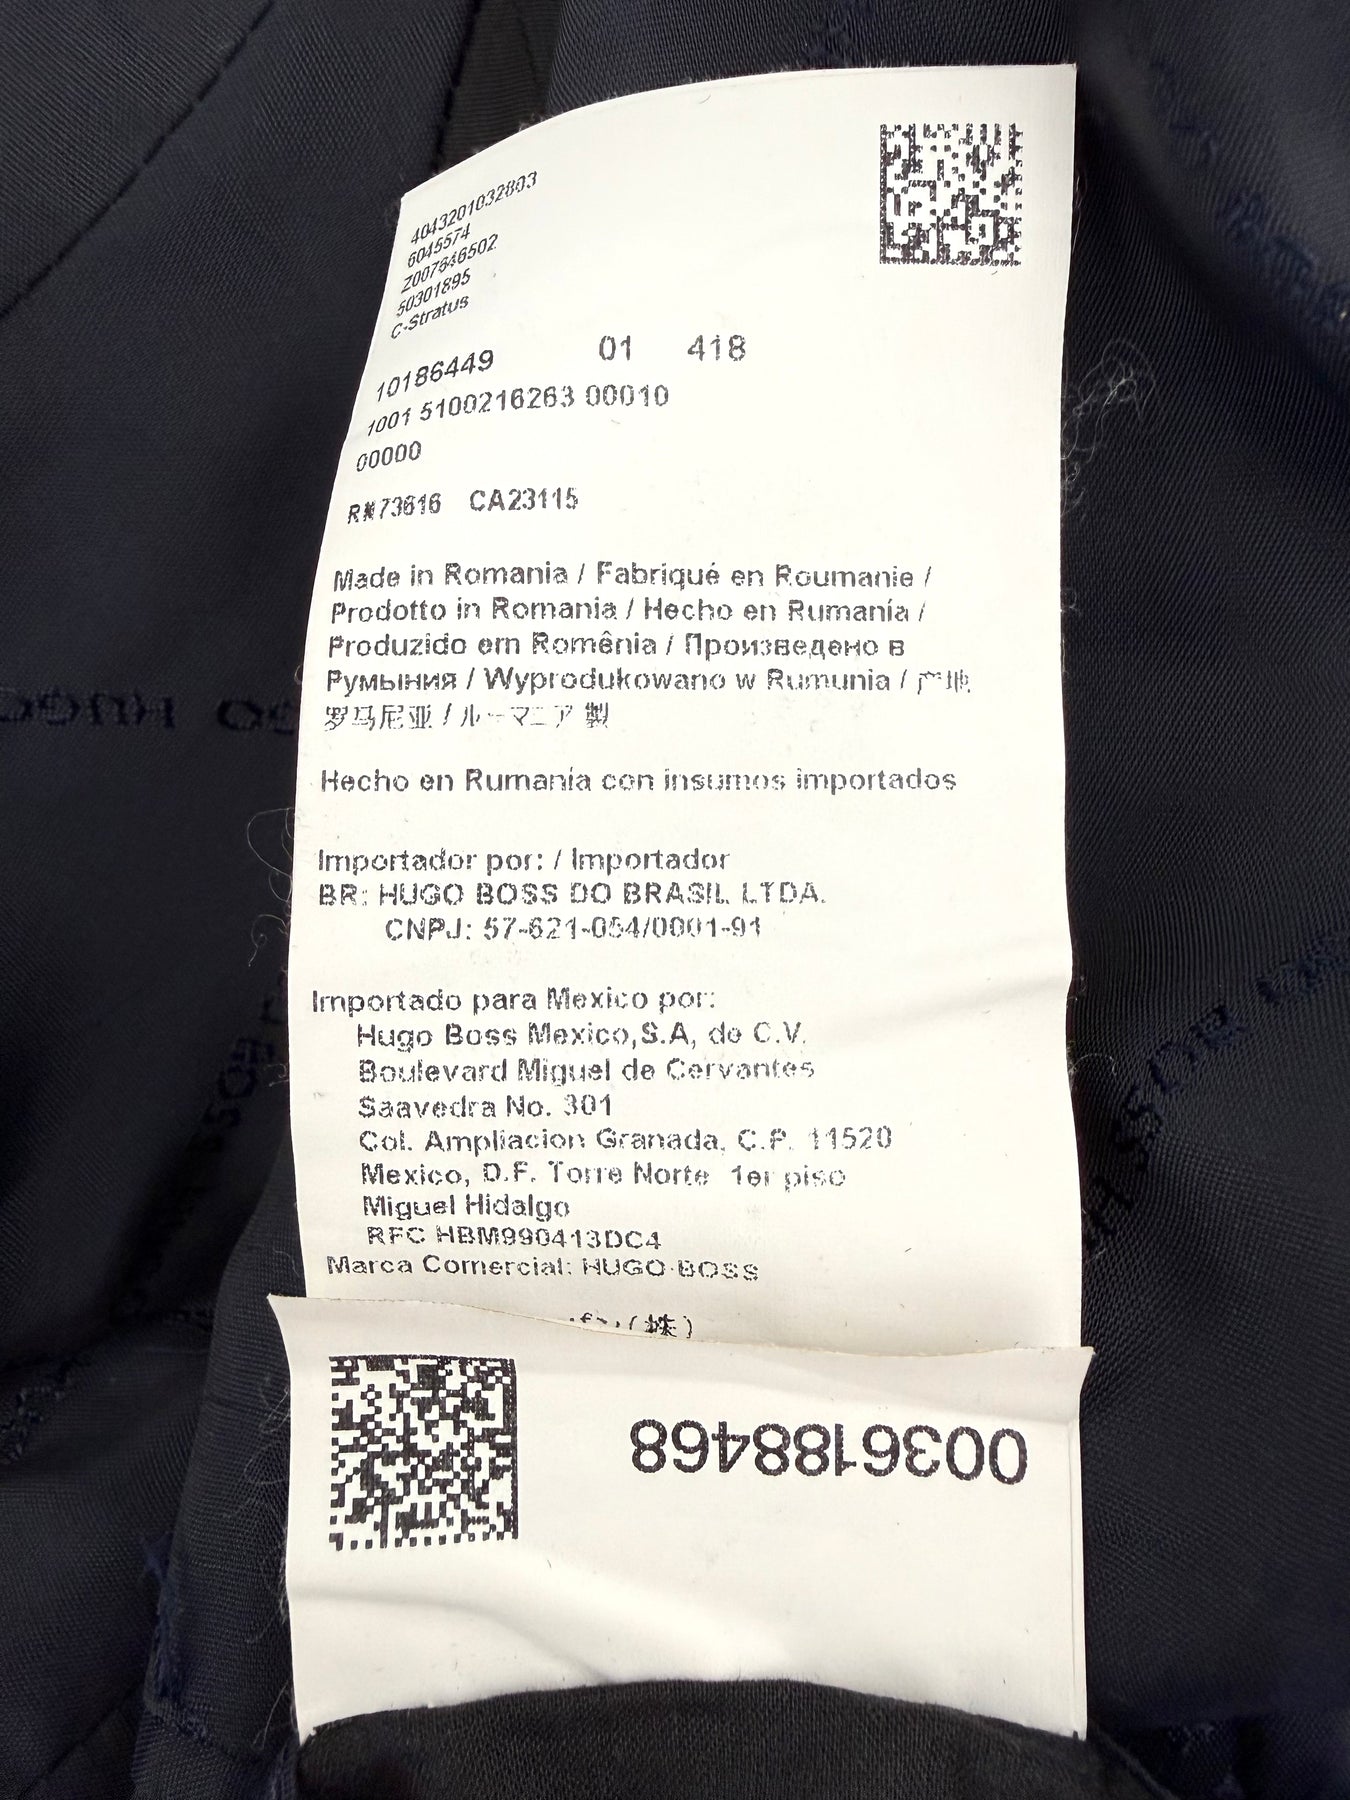 4043201032803
6045574
Z007646502
50301895
C-Stratus
10186449 01 418
1001 5100216263 00010
00000
RN73616 CA23115
Made in Romania / Fabriqué en Roumanie /
Prodotto in Romania / Hecho en Rumanía /
Produzido em Romênia / Произведено в
Румыния / Wyprodukowano w Rumunia / 产地
罗马尼亚 / ルーマニア 製
Hecho en Rumanía con insumos importados
Importador por: / Importador
BR: HUGO BOSS DO BRASIL LTDA.
CNPJ: 57-621-054/0001-91
Importado para Mexico por:
Hugo Boss Mexico,S.A, de C.V.
Boulevard Miguel de Cervantes
Saavedra No. 301
Col. Ampliacion Granada, C.P. 11520
Mexico, D.F. Torre Norte 1er piso
Miguel Hidalgo
RFC HBM990413DC4
Marca Comercial: HUGO BOSS
(株)
0036188468
HUGO
BOSS
BOSS